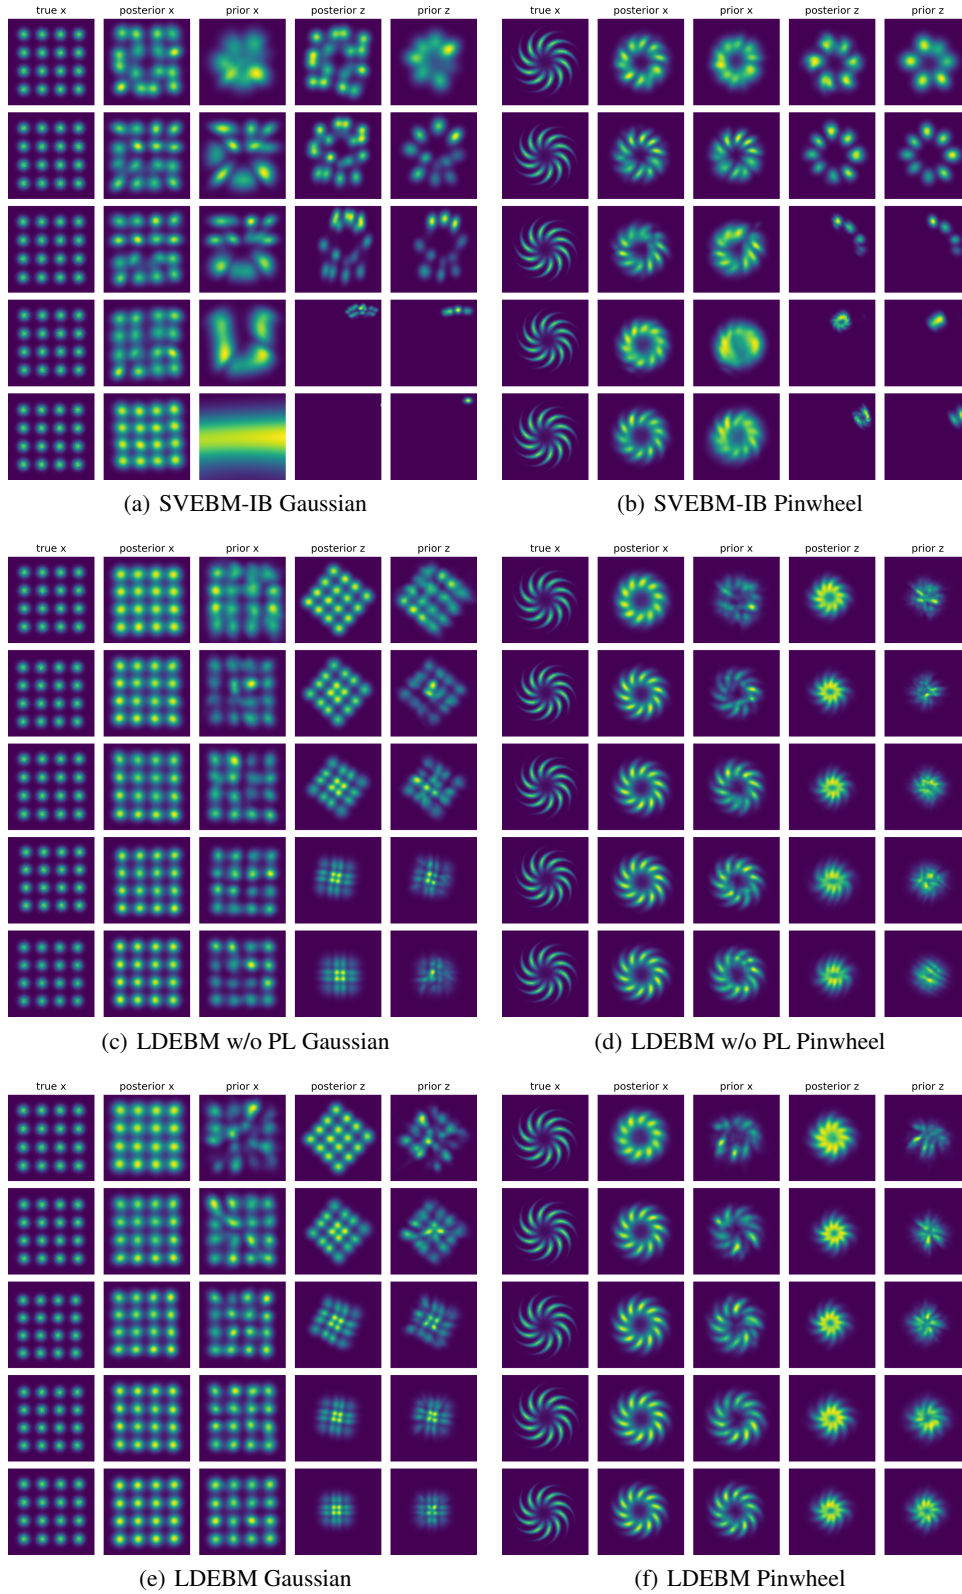 true x posterior x prior x posterior z prior z
true x posterior x prior x posterior z prior z
(a) SVEBM-IB Gaussian
(b) SVEBM-IB Pinwheel
true x posterior x prior x posterior z prior z
true x posterior x prior x posterior z prior z
(c) LDEBM w/o PL Gaussian
(d) LDEBM w/o PL Pinwheel
true x posterior x prior x posterior z prior z
true x posterior x prior x posterior z prior z
(e) LDEBM Gaussian
(f) LDEBM Pinwheel